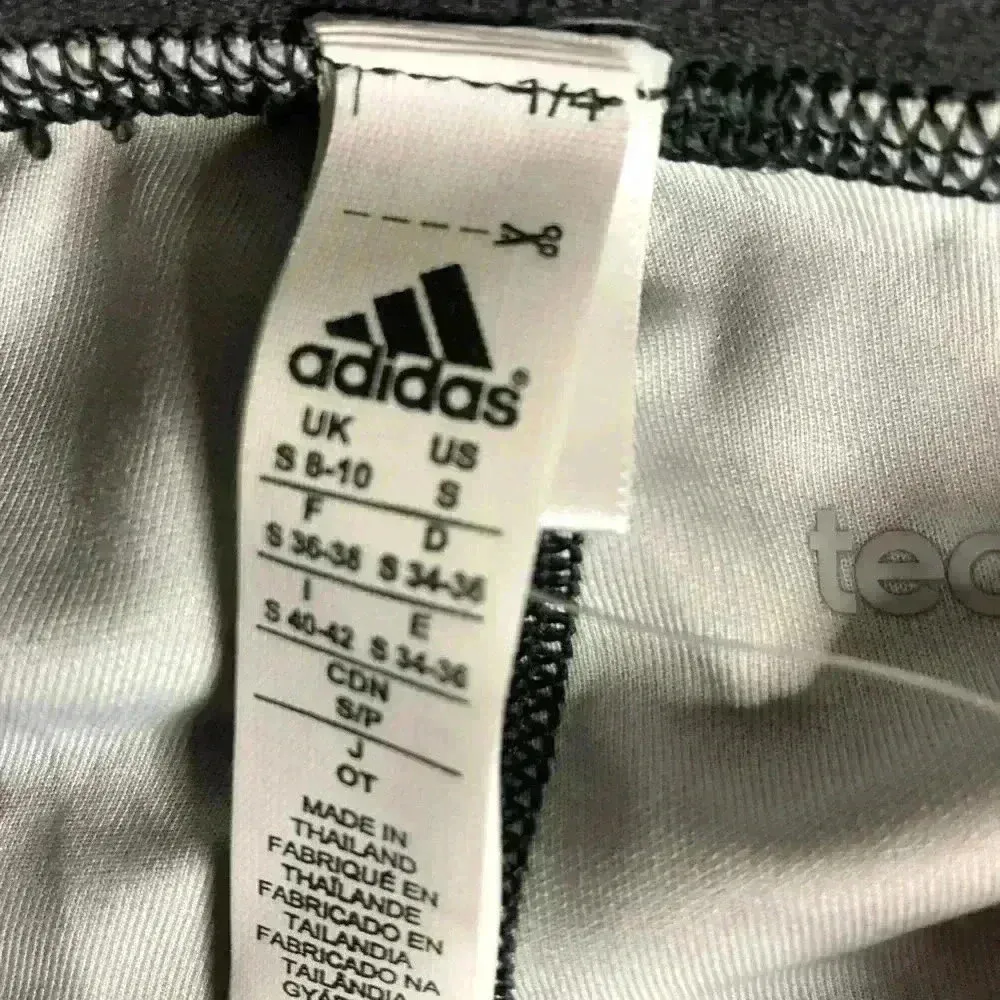 1/4
adidas®
UK US
S 8-10 S
F D
S 36-38 S 34-36
I E
S 40-42 S 34-36
CDN
S/P
J
OT
MADE IN
THAILAND
FABRIQUÉ EN
THAÏLANDE
FABRICADO EN
TAILANDIA
FABRICADO NA
TAILÂNDIA
tec